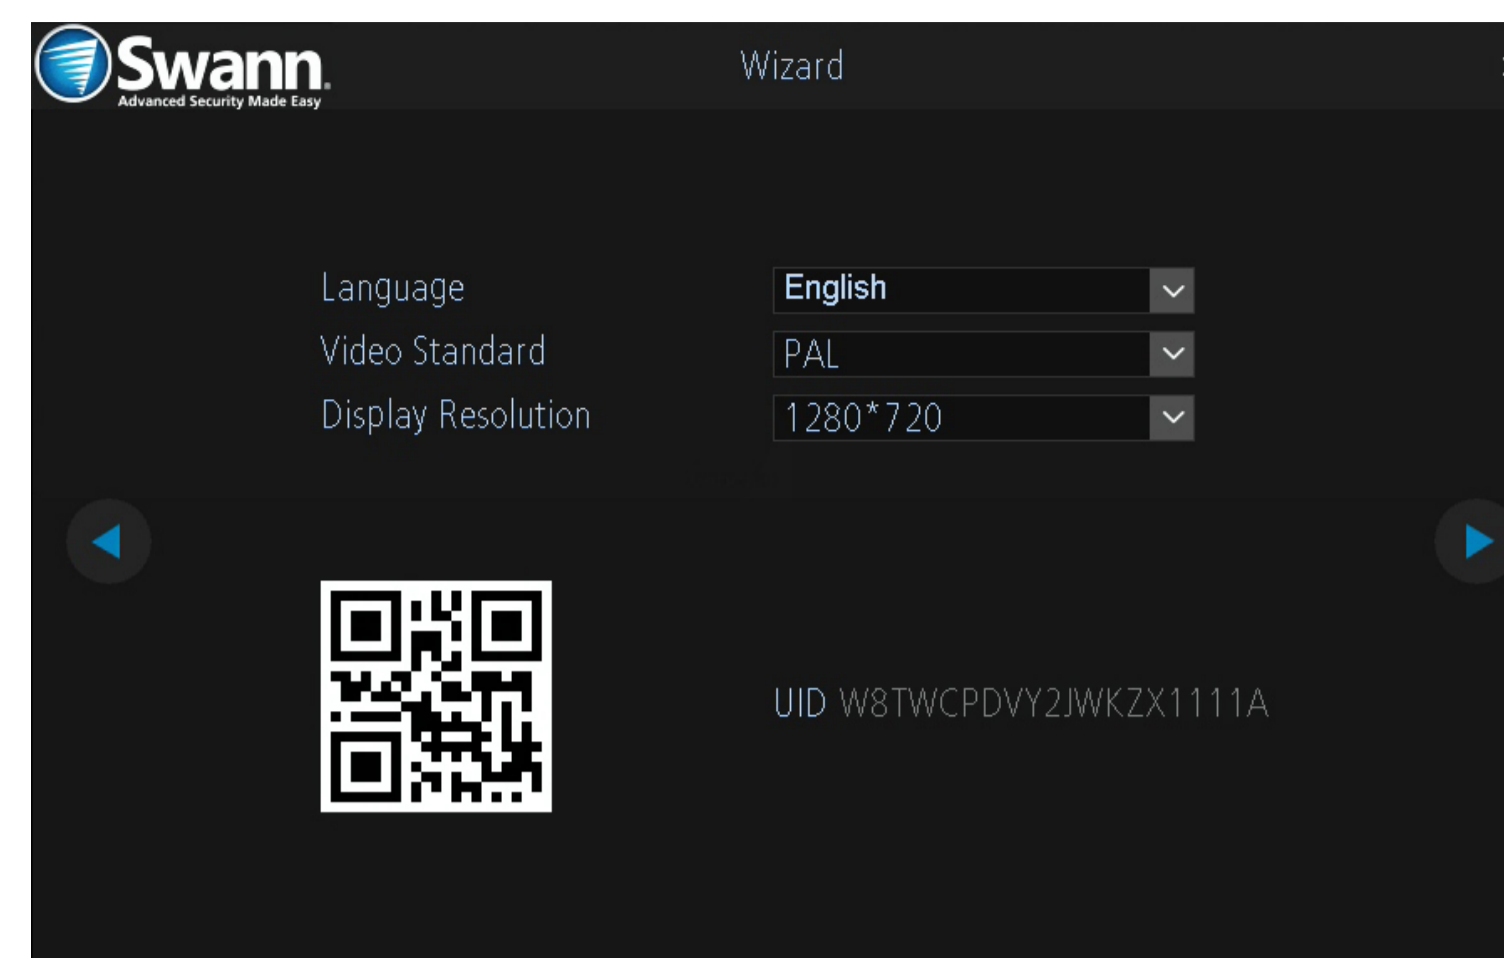 Swann.
Advanced Security Made Easy
Wizard
Language English
Video Standard PAL
Display Resolution 1280*720
UID W8TWCPDVY2JWKZX1111A